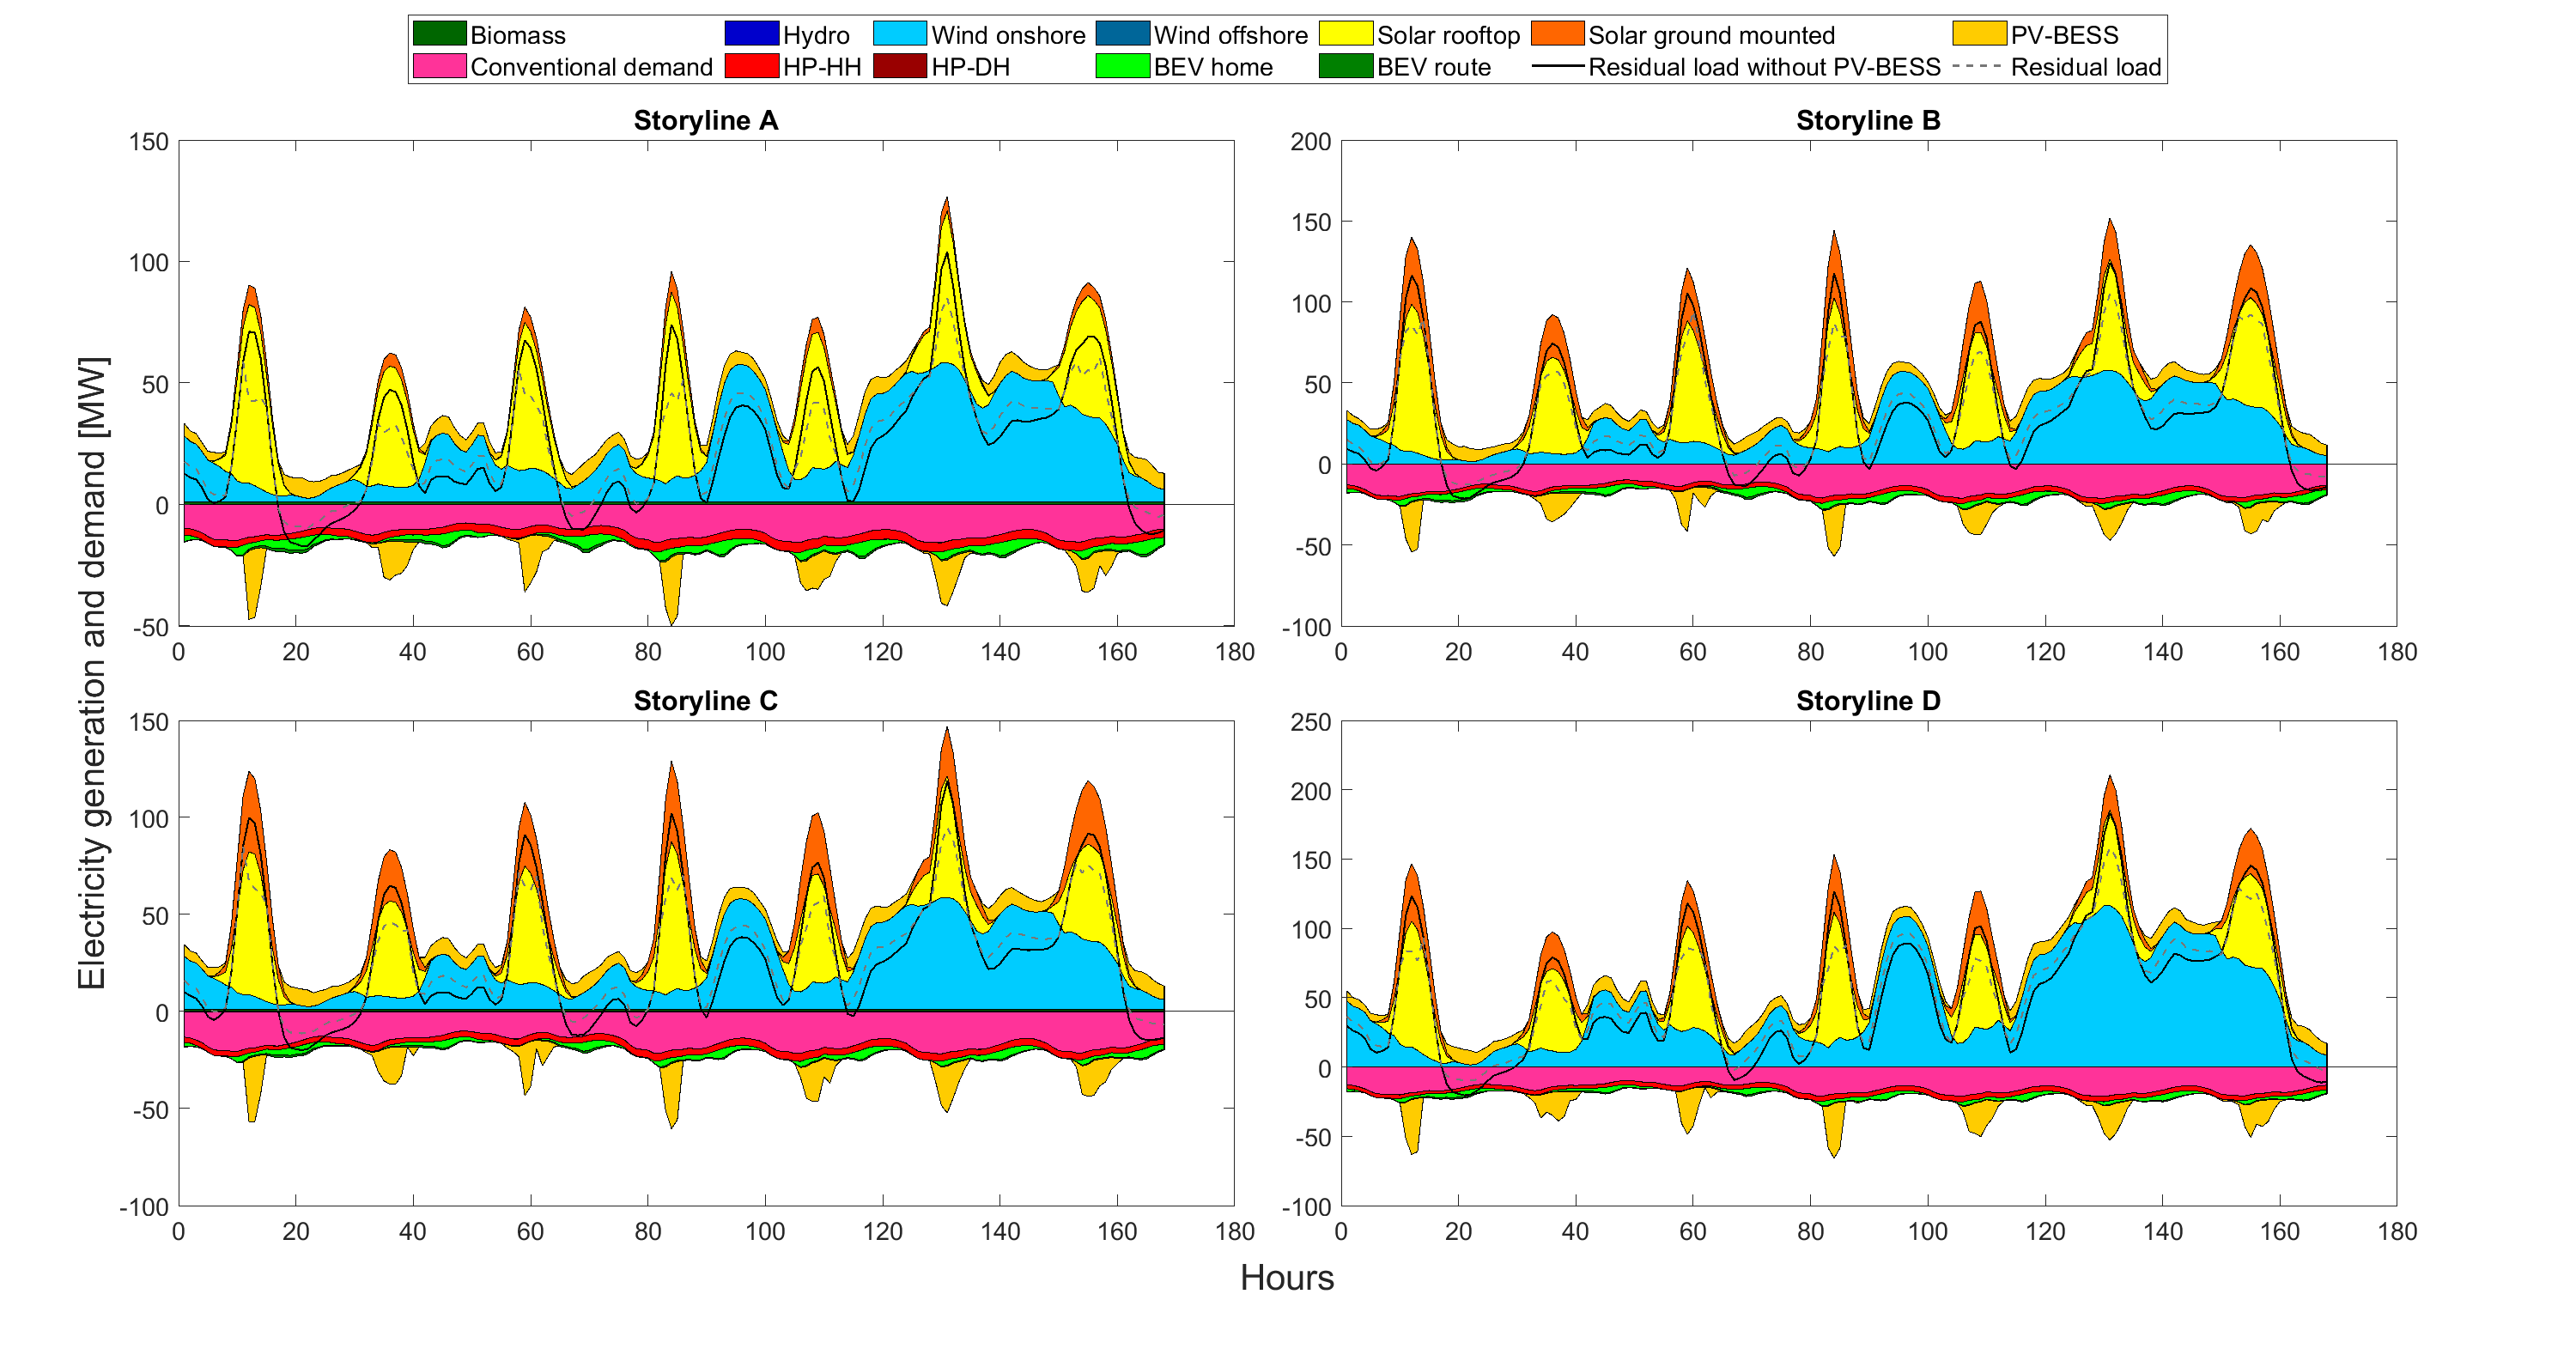 Biomass Hydro Wind onshore Wind offshore Solar rooftop Solar ground mounted PV-BESS
Conventional demand HP-HH HP-DH BEV home BEV route Residual load without PV-BESS Residual load
Electricity generation and demand [MW]
Storyline A
150
100
50
0
-50
0 20 40 60 80 100 120 140 160 180
Storyline B
200
150
100
50
0
-50
-100
0 20 40 60 80 100 120 140 160 180
Storyline C
150
100
50
0
-50
-100
0 20 40 60 80 100 120 140 160 180
Storyline D
250
200
150
100
50
0
-50
-100
0 20 40 60 80 100 120 140 160 180
Hours